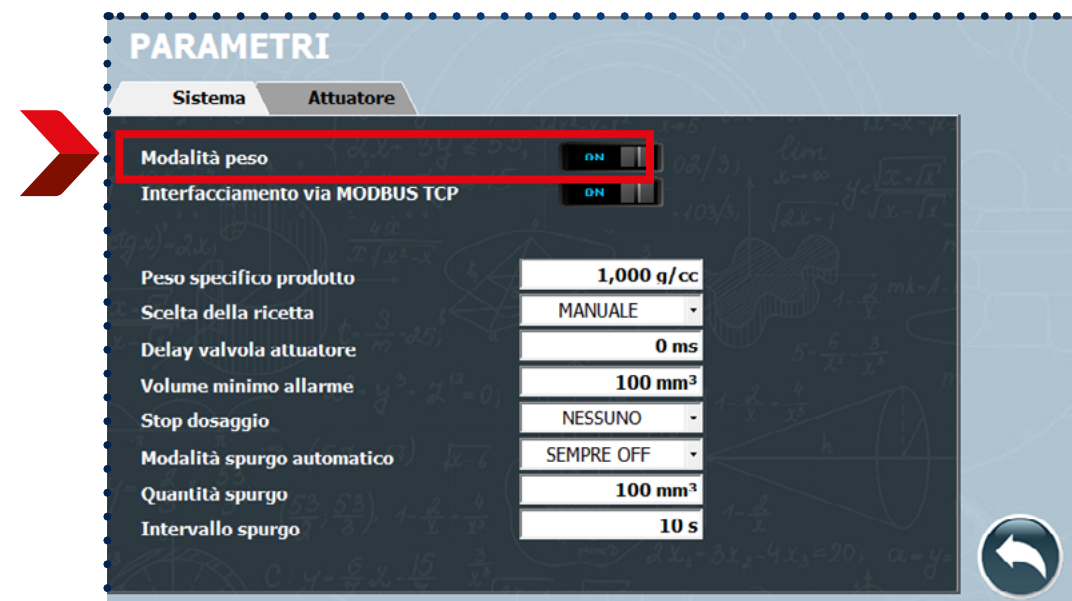 PARAMETRI
Sistema Attuatore
Modalità peso ON
Interfacciamento via MODBUS TCP ON
Peso specifico prodotto 1,000 g/cc
Scelta della ricetta MANUALE
Delay valvola attuatore 0 ms
Volume minimo allarme 100 mm³
Stop dosaggio NESSUNO
Modalità spurgo automatico SEMPRE OFF
Quantità spurgo 100 mm³
Intervallo spurgo 10 s